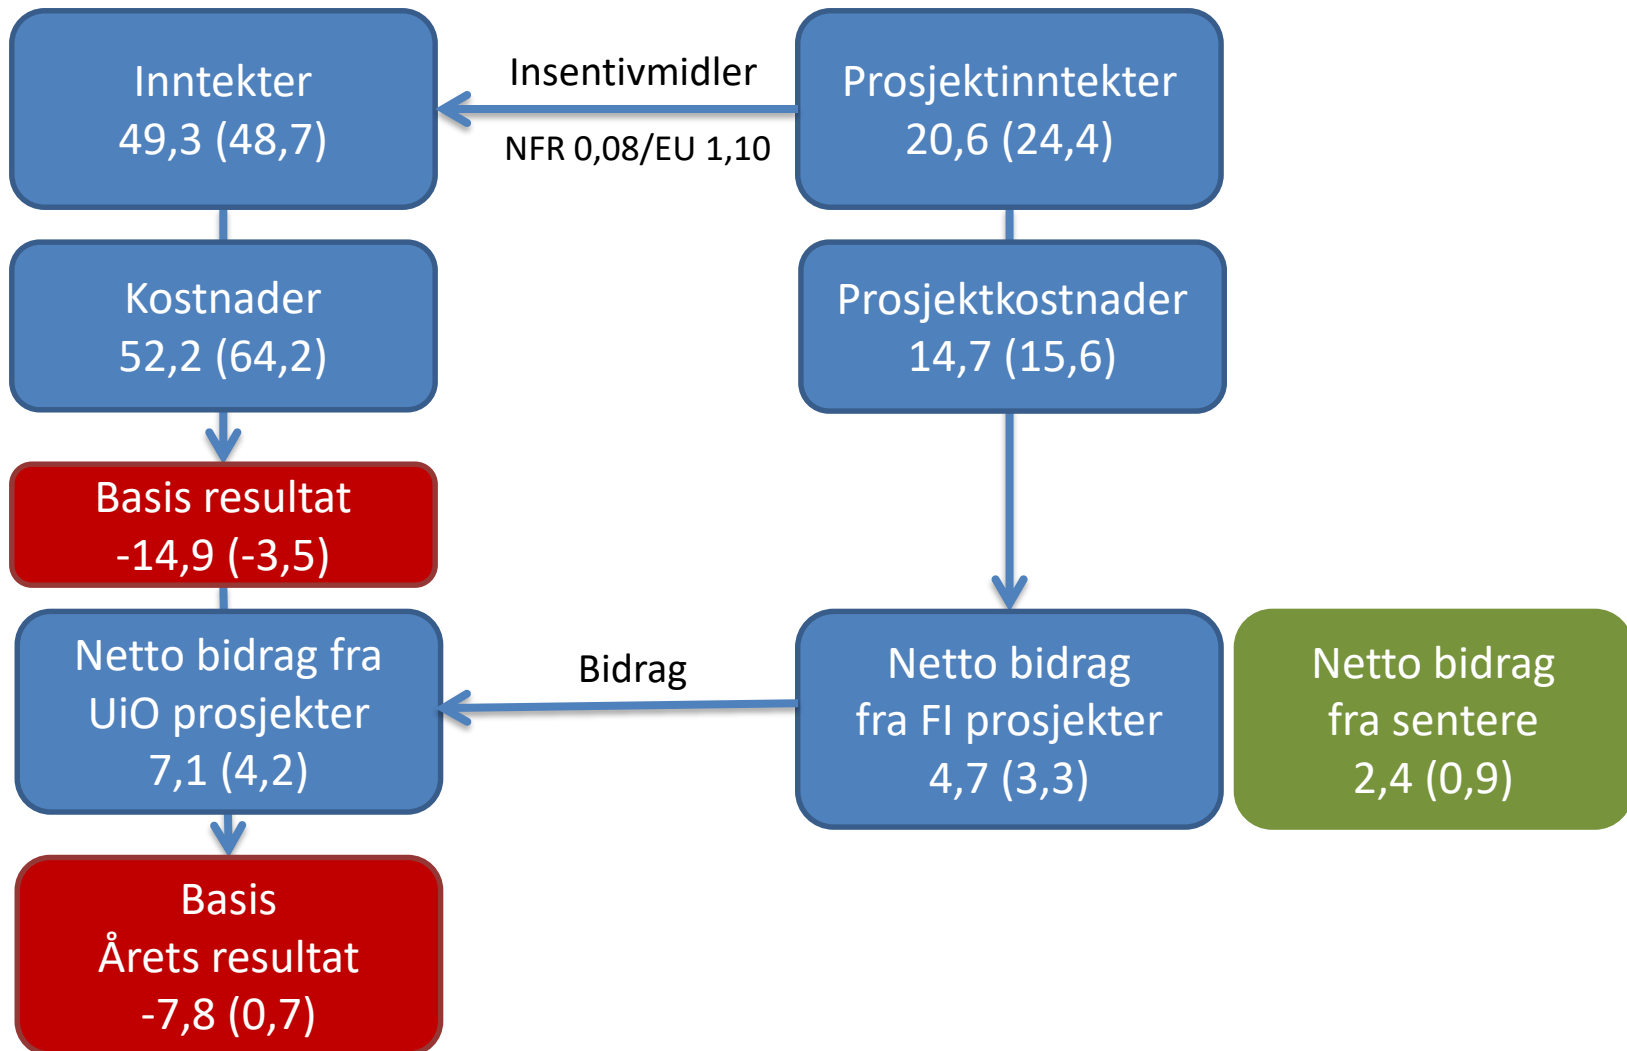 Inntekter
49,3 (48,7)
Insentivmidler
NFR 0,08/EU 1,10
Prosjektinntekter
20,6 (24,4)
Kostnader
52,2 (64,2)
Prosjektkostnader
14,7 (15,6)
Basis resultat
-14,9 (-3,5)
Netto bidrag fra
UiO prosjekter
7,1 (4,2)
Bidrag
Netto bidrag
fra FI prosjekter
4,7 (3,3)
Netto bidrag
fra sentere
2,4 (0,9)
Basis
Årets resultat
-7,8 (0,7)